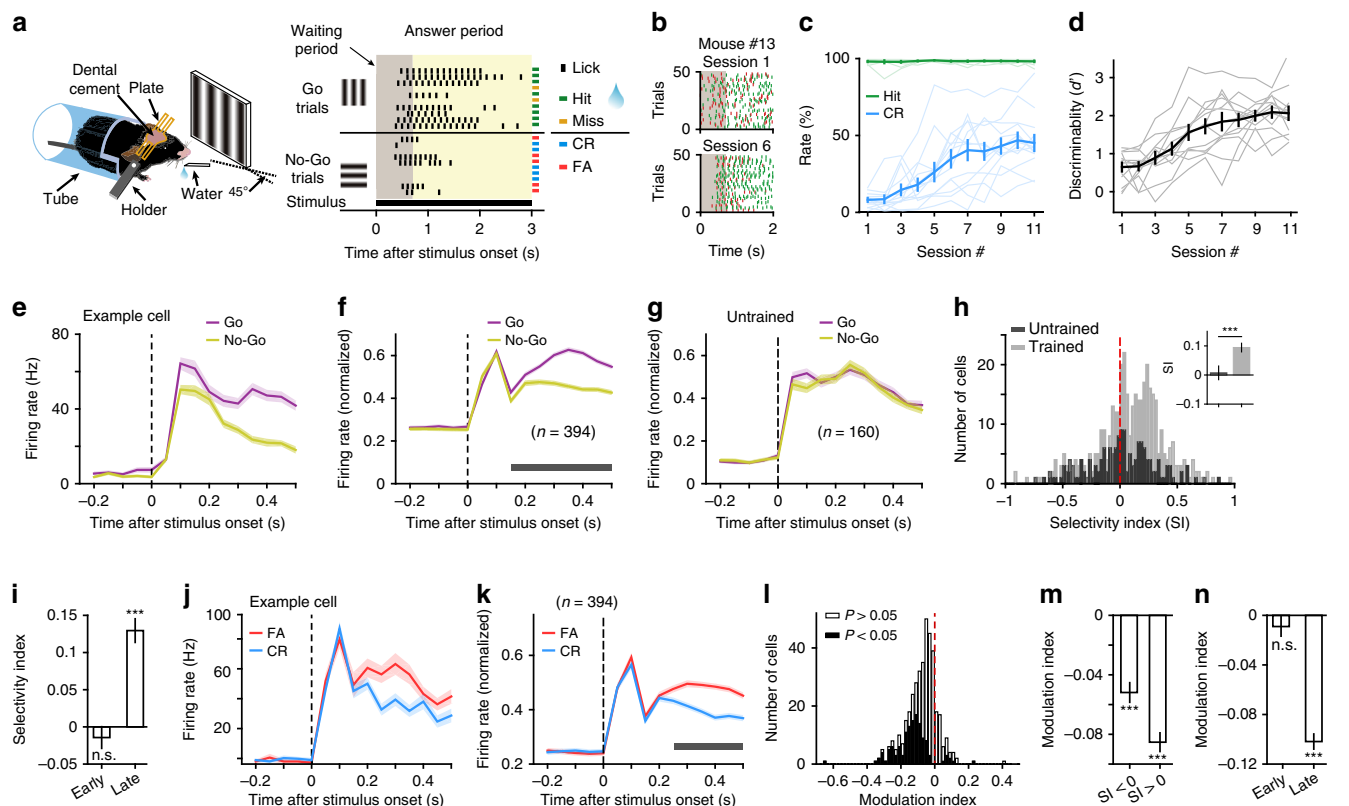 a
Waiting period
Answer period
Dental cement
Plate
Tube
Holder
Water
45°
Go trials
No-Go trials
Stimulus
0 1 2 3
Time after stimulus onset (s)
Lick
Hit
Miss
CR
FA
b
Mouse #13
Session 1
50
Trials
0
Session 6
50
Trials
0
0 2
Time (s)
c
100
50
0
Rate (%)
Hit
CR
1 3 5 7 9 11
Session #
d
3
2
1
0
Discriminablity (d')
1 3 5 7 9 11
Session #
e
Example cell
Go
No-Go
80
40
0
Firing rate (Hz)
−0.2 0 0.2 0.4
Time after stimulus onset (s)
f
Go
No-Go
0.6
0.4
0.2
0
Firing rate (normalized)
(n = 394)
−0.2 0 0.2 0.4
Time after stimulus onset (s)
g
Untrained
Go
No-Go
0.6
0.4
0.2
0
Firing rate (normalized)
(n = 160)
−0.2 0 0.2 0.4
Time after stimulus onset (s)
h
Untrained
Trained
20
10
0
Number of cells
−1 −0.5 0 0.5 1
Selectivity index (SI)
***
0.1
0
−0.1
SI
i
0.15
0.1
0.05
0
−0.05
Selectivity index
***
n.s.
Early Late
j
Example cell
FA
CR
100
60
20
Firing rate (Hz)
−0.2 0 0.2 0.4
Time after stimulus onset (s)
k
(n = 394)
FA
CR
0.6
0.4
0.2
Firing rate (normalized)
−0.2 0 0.2 0.4
Time after stimulus onset (s)
l
P > 0.05
P < 0.05
40
20
0
Number of cells
−0.6 −0.4 −0.2 0 0.2 0.4
Modulation index
m
0
−0.04
−0.08
Modulation index
***
***
SI < 0
SI > 0
n
0
−0.04
−0.08
−0.12
Modulation index
n.s.
***
Early Late